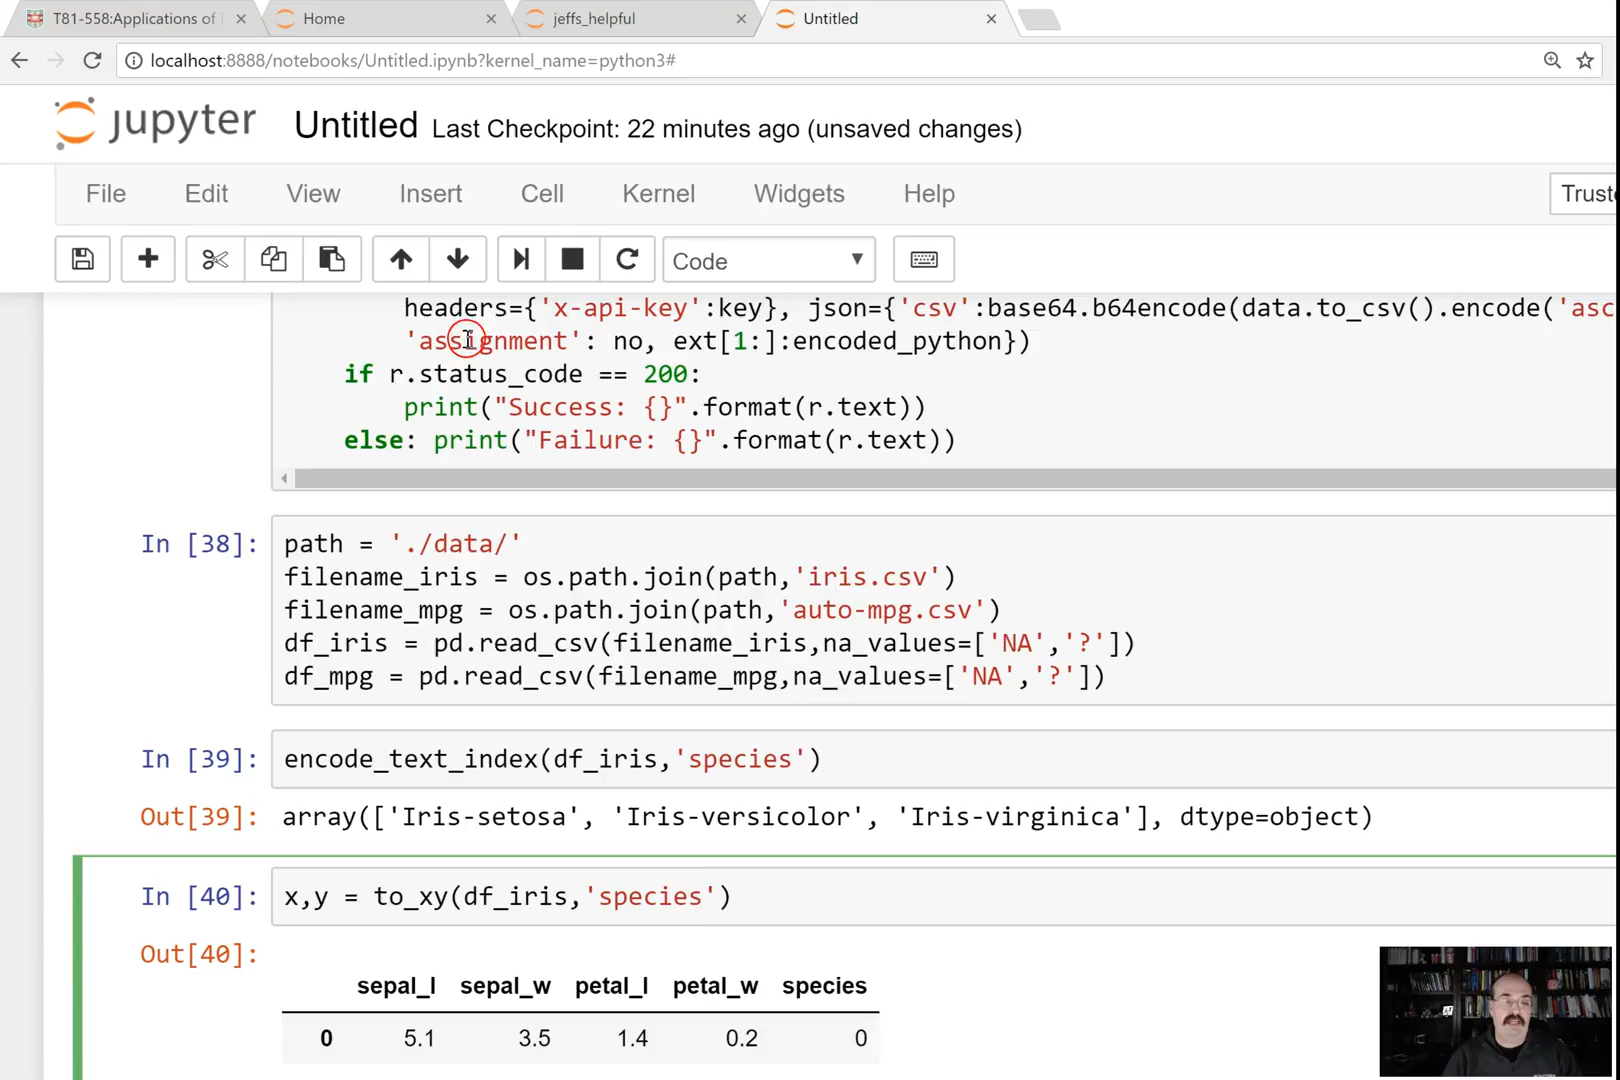 T81-558:Applications of
Home
jeffs_helpful
Untitled
localhost:8888/notebooks/Untitled.ipynb?kernel_name=python3#
jupyter Untitled Last Checkpoint: 22 minutes ago (unsaved changes)
File Edit View Insert Cell Kernel Widgets Help Truste
Code
headers={'x-api-key':key}, json={'csv':base64.b64encode(data.to_csv().encode('asc
'assignment': no, ext[1:]:encoded_python})
if r.status_code == 200:
print("Success: {}".format(r.text))
else: print("Failure: {}".format(r.text))
In [38]: path = './data/'
filename_iris = os.path.join(path,'iris.csv')
filename_mpg = os.path.join(path,'auto-mpg.csv')
df_iris = pd.read_csv(filename_iris,na_values=['NA','?'])
df_mpg = pd.read_csv(filename_mpg,na_values=['NA','?'])
In [39]: encode_text_index(df_iris,'species')
Out[39]: array(['Iris-setosa', 'Iris-versicolor', 'Iris-virginica'], dtype=object)
In [40]: x,y = to_xy(df_iris,'species')
Out[40]:
sepal_l sepal_w petal_l petal_w species
0 5.1 3.5 1.4 0.2 0